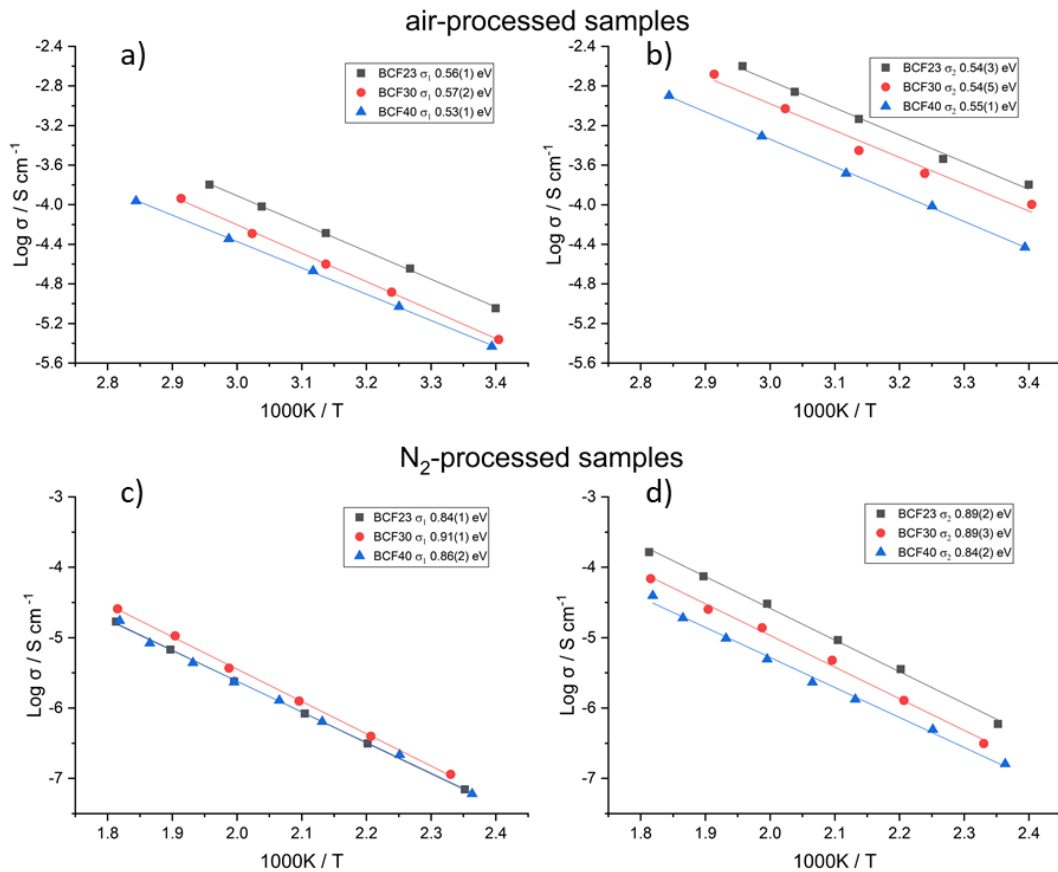 air-processed samples
a)
b)
BCF23 σ₁ 0.56(1) eV
BCF30 σ₁ 0.57(2) eV
BCF40 σ₁ 0.53(1) eV
BCF23 σ₂ 0.54(3) eV
BCF30 σ₂ 0.54(5) eV
BCF40 σ₂ 0.55(1) eV
-2.4
-2.8
-3.2
-3.6
-4.0
-4.4
-4.8
-5.2
-5.6
Log σ / S cm⁻¹
2.8 2.9 3.0 3.1 3.2 3.3 3.4
1000K / T
-2.4
-2.8
-3.2
-3.6
-4.0
-4.4
-4.8
-5.2
-5.6
Log σ / S cm⁻¹
2.8 2.9 3.0 3.1 3.2 3.3 3.4
1000K / T
N₂-processed samples
c)
d)
BCF23 σ₁ 0.84(1) eV
BCF30 σ₁ 0.91(1) eV
BCF40 σ₁ 0.86(2) eV
BCF23 σ₂ 0.89(2) eV
BCF30 σ₂ 0.89(3) eV
BCF40 σ₂ 0.84(2) eV
-3
-4
-5
-6
-7
Log σ / S cm⁻¹
1.8 1.9 2.0 2.1 2.2 2.3 2.4
1000K / T
-3
-4
-5
-6
-7
Log σ / S cm⁻¹
1.8 1.9 2.0 2.1 2.2 2.3 2.4
1000K / T